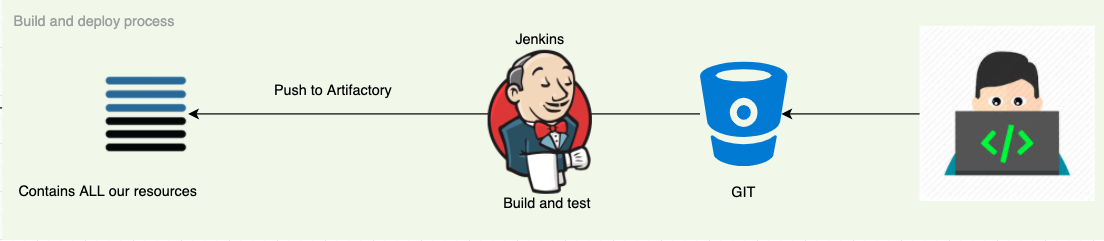 Build and deploy process
Jenkins
Push to Artifactory
</>
Contains ALL our resources
GIT
Build and test